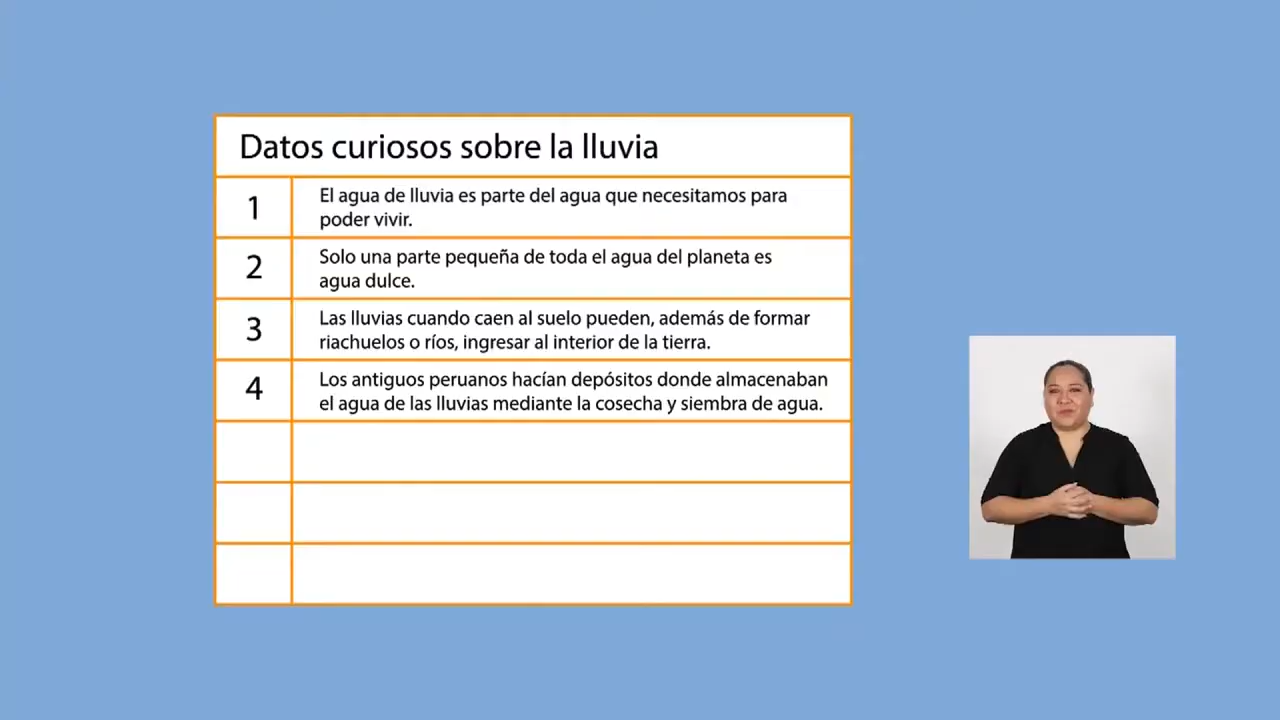 Datos curiosos sobre la lluvia
1
El agua de lluvia es parte del agua que necesitamos para
poder vivir.
2
Solo una parte pequeña de toda el agua del planeta es
agua dulce.
3
Las lluvias cuando caen al suelo pueden, además de formar
riachuelos o ríos, ingresar al interior de la tierra.
4
Los antiguos peruanos hacían depósitos donde almacenaban
el agua de las lluvias mediante la cosecha y siembra de agua.